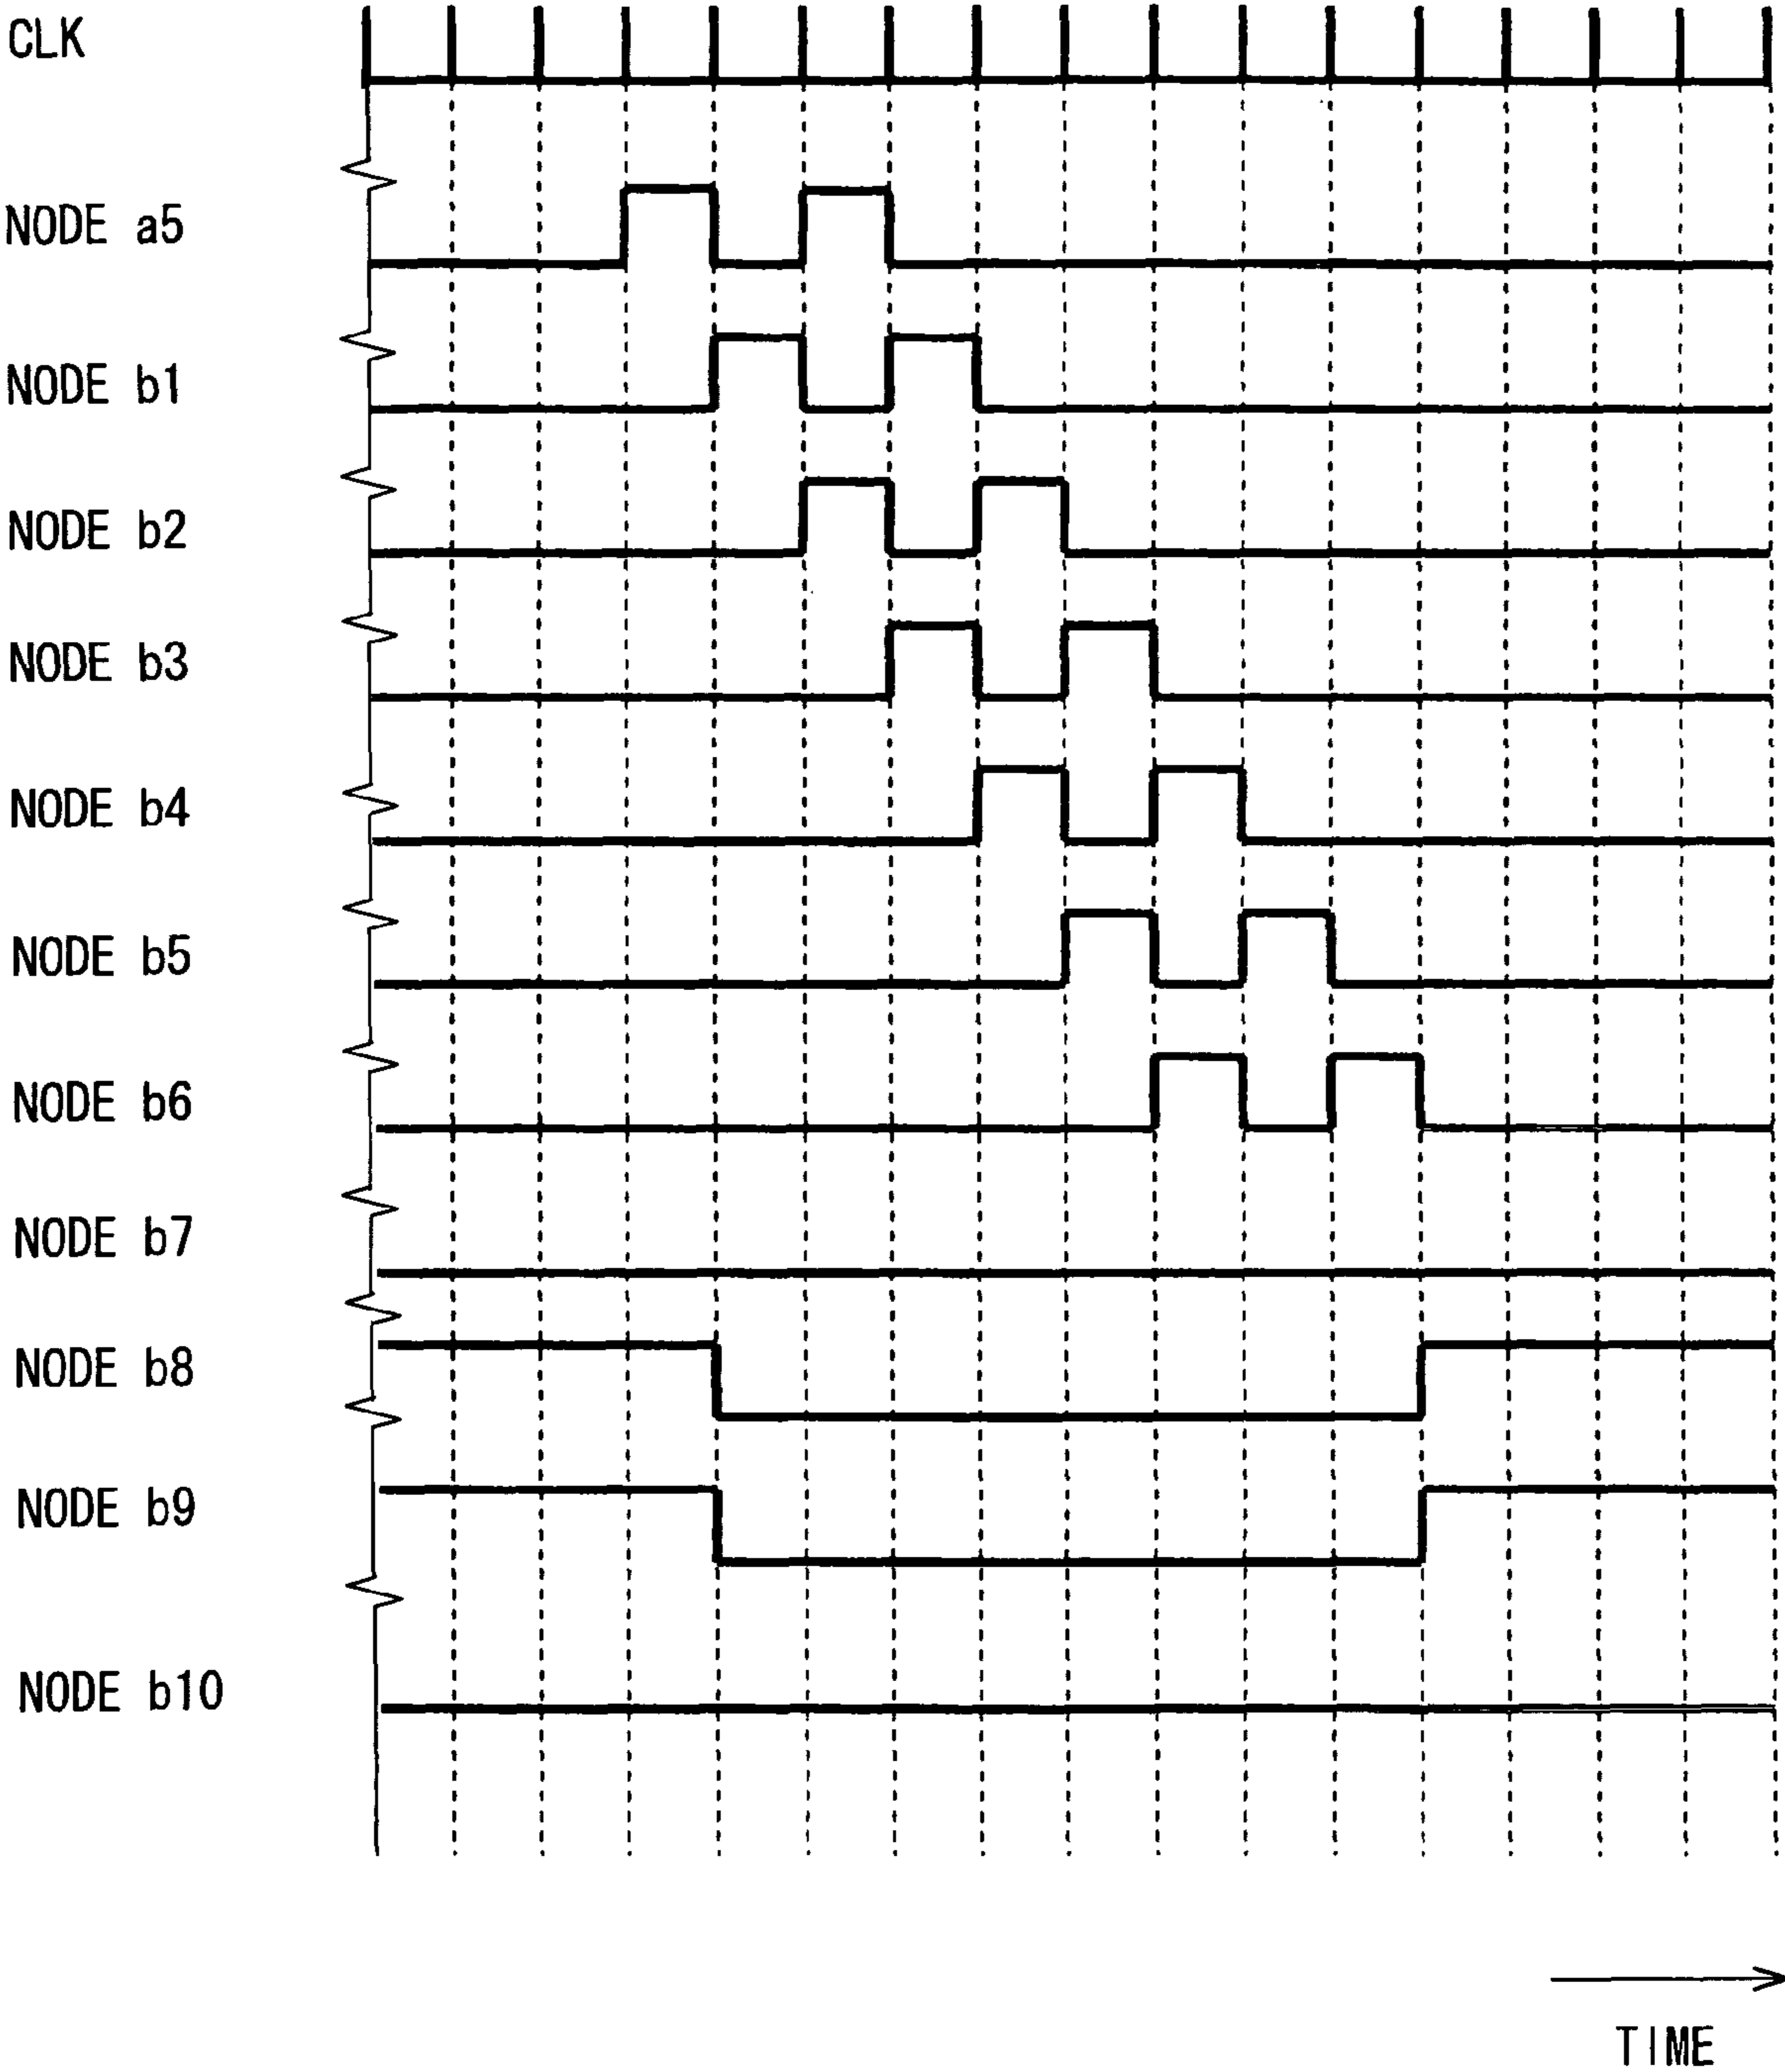 CLK
NODE a5
NODE b1
NODE b2
NODE b3
NODE b4
NODE b5
NODE b6
NODE b7
NODE b8
NODE b9
NODE b10
TIME